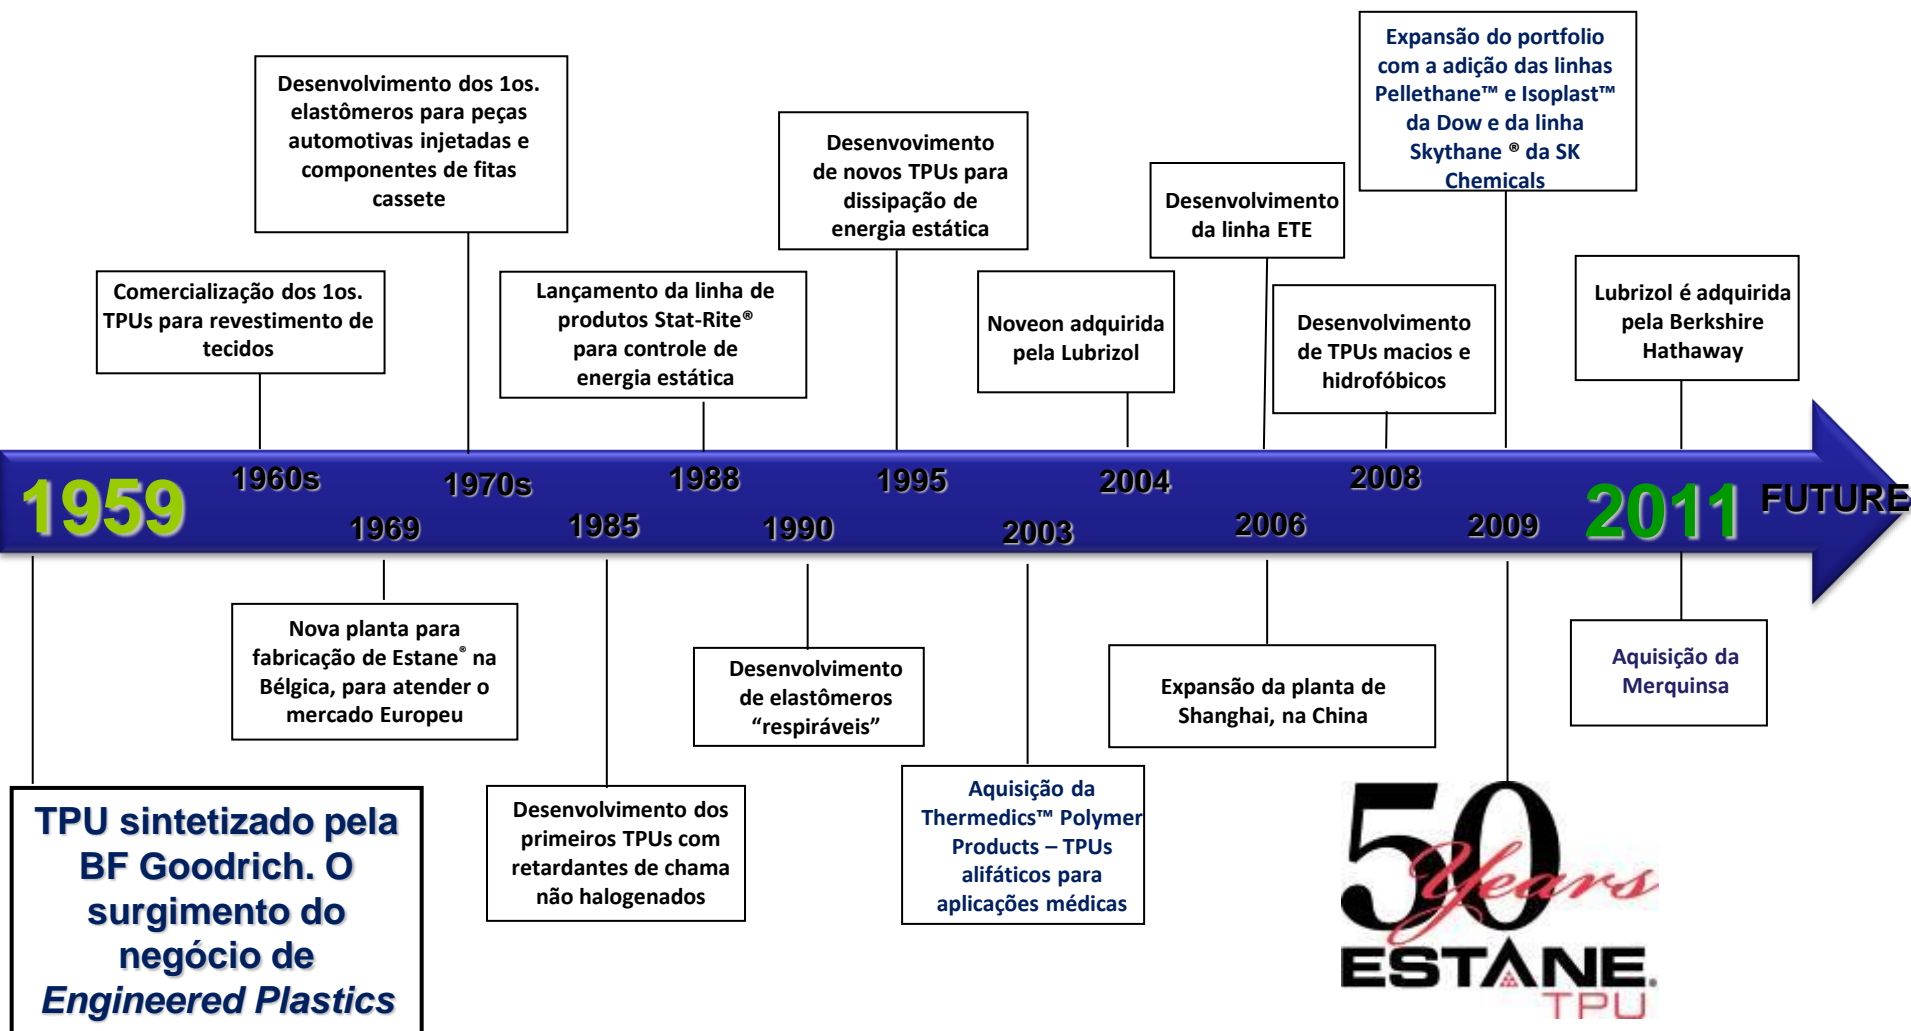 Desenvolvimento dos 1os.
elastômeros para peças
automotivas injetadas e
componentes de fitas
cassete
Desenvovimento
de novos TPUs para
dissipação de
energia estática
Expansão do portfolio
com a adição das linhas
Pellethane™ e Isoplast™
da Dow e da linha
Skythane ® da SK
Chemicals
Desenvolvimento
da linha ETE
Comercialização dos 1os.
TPUs para revestimento de
tecidos
Lançamento da linha de
produtos Stat-Rite®
para controle de
energia estática
Noveon adquirida
pela Lubrizol
Desenvolvimento
de TPUs macios e
hidrofóbicos
Lubrizol é adquirida
pela Berkshire
Hathaway
1959
1960s
1969
1970s
1985
1988
1990
1995
2003
2004
2006
2008
2009
2011
FUTURE
Nova planta para
fabricação de Estane® na
Bélgica, para atender o
mercado Europeu
Desenvolvimento
de elastômeros
“respiráveis”
Expansão da planta de
Shanghai, na China
Aquisição da
Merquinsa
TPU sintetizado pela
BF Goodrich. O
surgimento do
negócio de
Engineered Plastics
Desenvolvimento dos
primeiros TPUs com
retardantes de chama
não halogenados
Aquisição da
Thermedics™ Polymer
Products – TPUs
alifáticos para
aplicações médicas
50
Years
ESTANE.
TPU